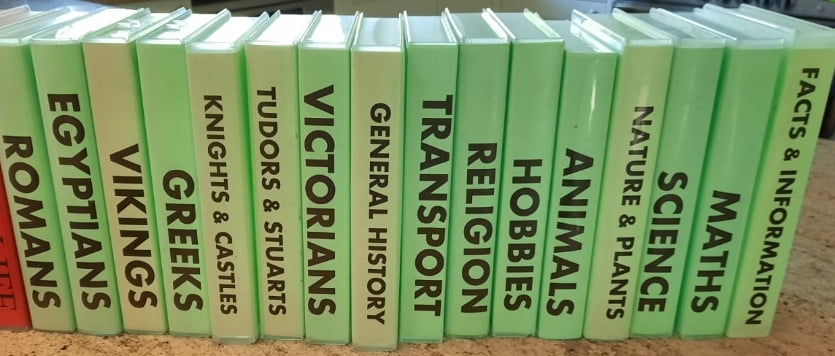 LIFE
ROMANS
EGYPTIANS
VIKINGS
GREEKS
KNIGHTS & CASTLES
TUDORS & STUARTS
VICTORIANS
GENERAL HISTORY
TRANSPORT
RELIGION
HOBBIES
ANIMALS
NATURE & PLANTS
SCIENCE
MATHS
FACTS & INFORMATION